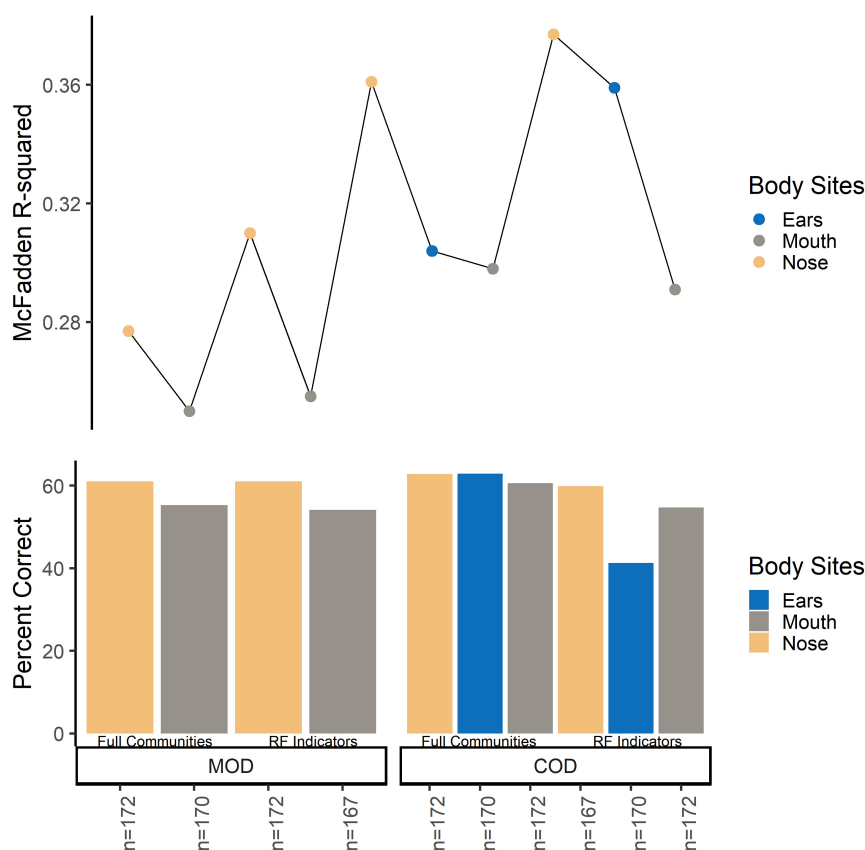 McFadden R-squared
0.36
0.32
0.28
Body Sites
Ears
Mouth
Nose
Percent Correct
60
40
20
0
Full Communities
RF Indicators
Full Communities
RF Indicators
MOD
COD
n=172
n=170
n=172
n=167
n=172
n=170
n=172
n=167
n=170
n=172
Body Sites
Ears
Mouth
Nose